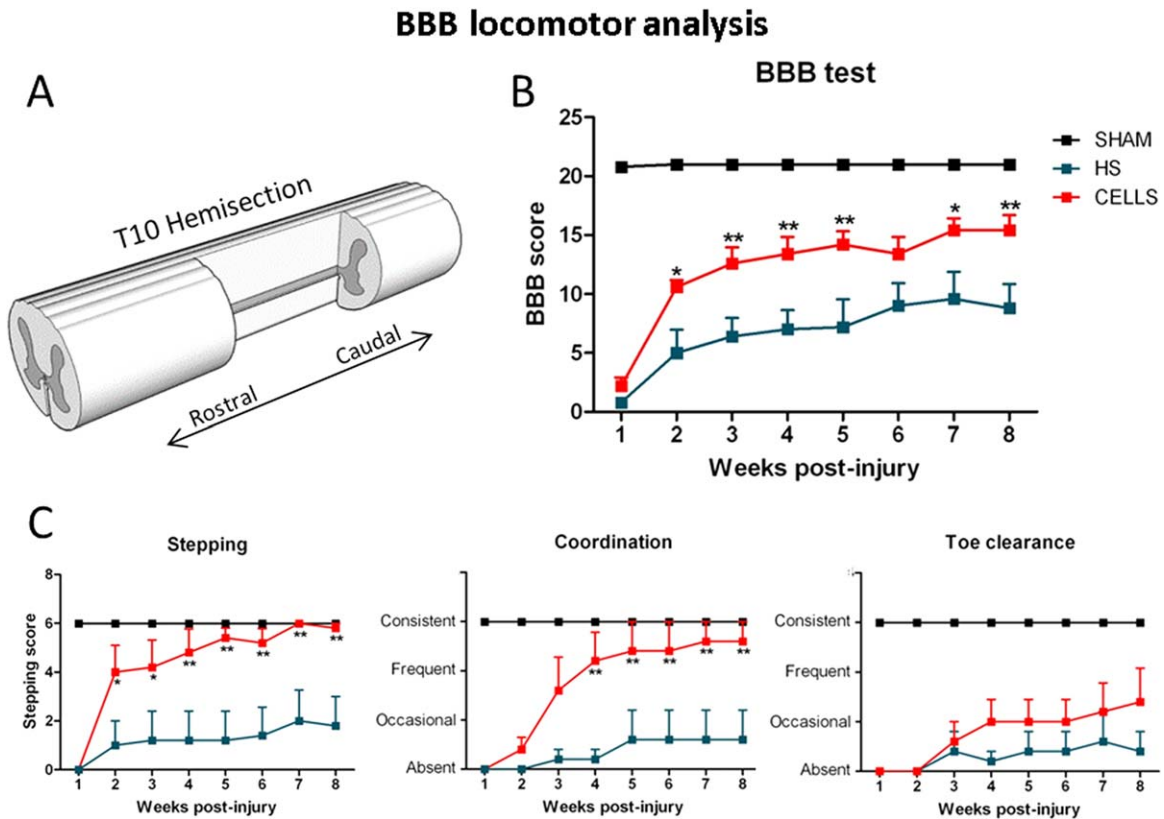 BBB locomotor analysis
A
T10 Hemisection
Caudal
Rostral
B
BBB test
25
20
15
10
5
0
BBB score
* ** ** ** * **
1 2 3 4 5 6 7 8
Weeks post-injury
SHAM
HS
CELLS
C
Stepping
8
6
4
2
0
Stepping score
* * ** ** ** ** **
1 2 3 4 5 6 7 8
Weeks post-injury
Coordination
Consistent
Frequent
Occasional
Absent
** ** ** ** **
1 2 3 4 5 6 7 8
Weeks post-injury
Toe clearance
Consistent
Frequent
Occasional
Absent
1 2 3 4 5 6 7 8
Weeks post-injury